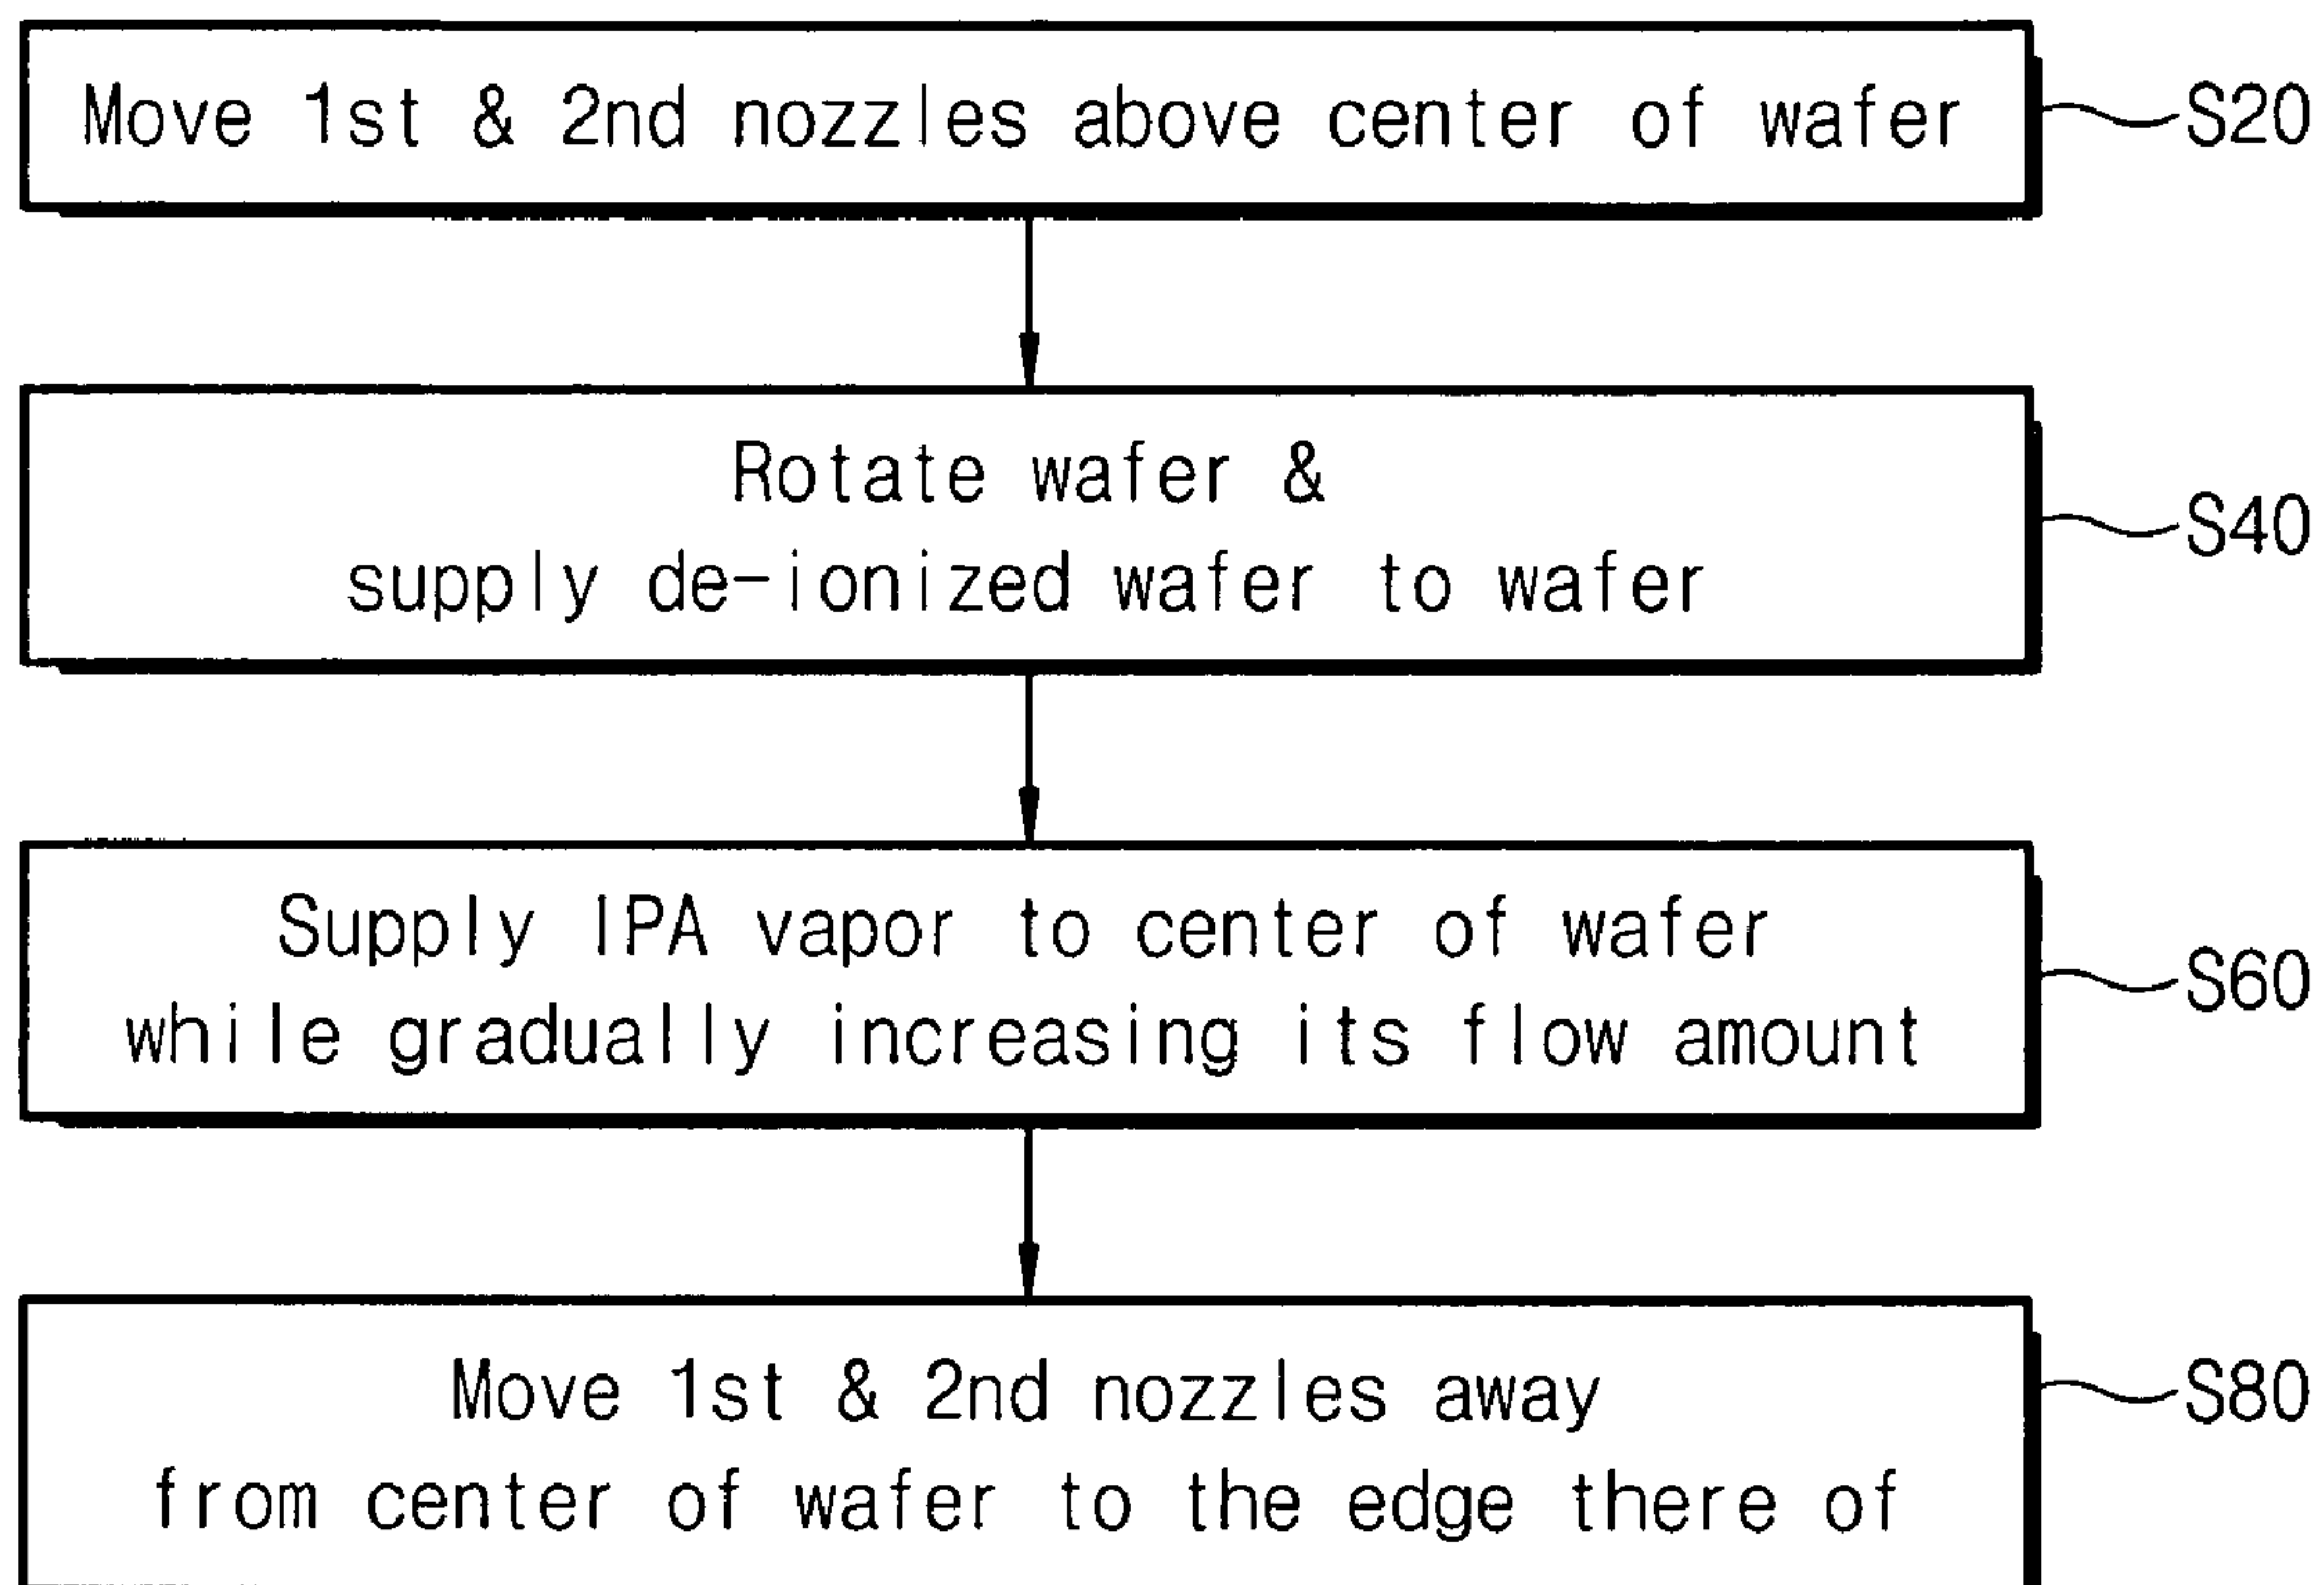 Move 1st & 2nd nozzles above center of wafer
S20
Rotate wafer &
supply de-ionized wafer to wafer
S40
Supply IPA vapor to center of wafer
while gradually increasing its flow amount
S60
Move 1st & 2nd nozzles away
from center of wafer to the edge there of
S80